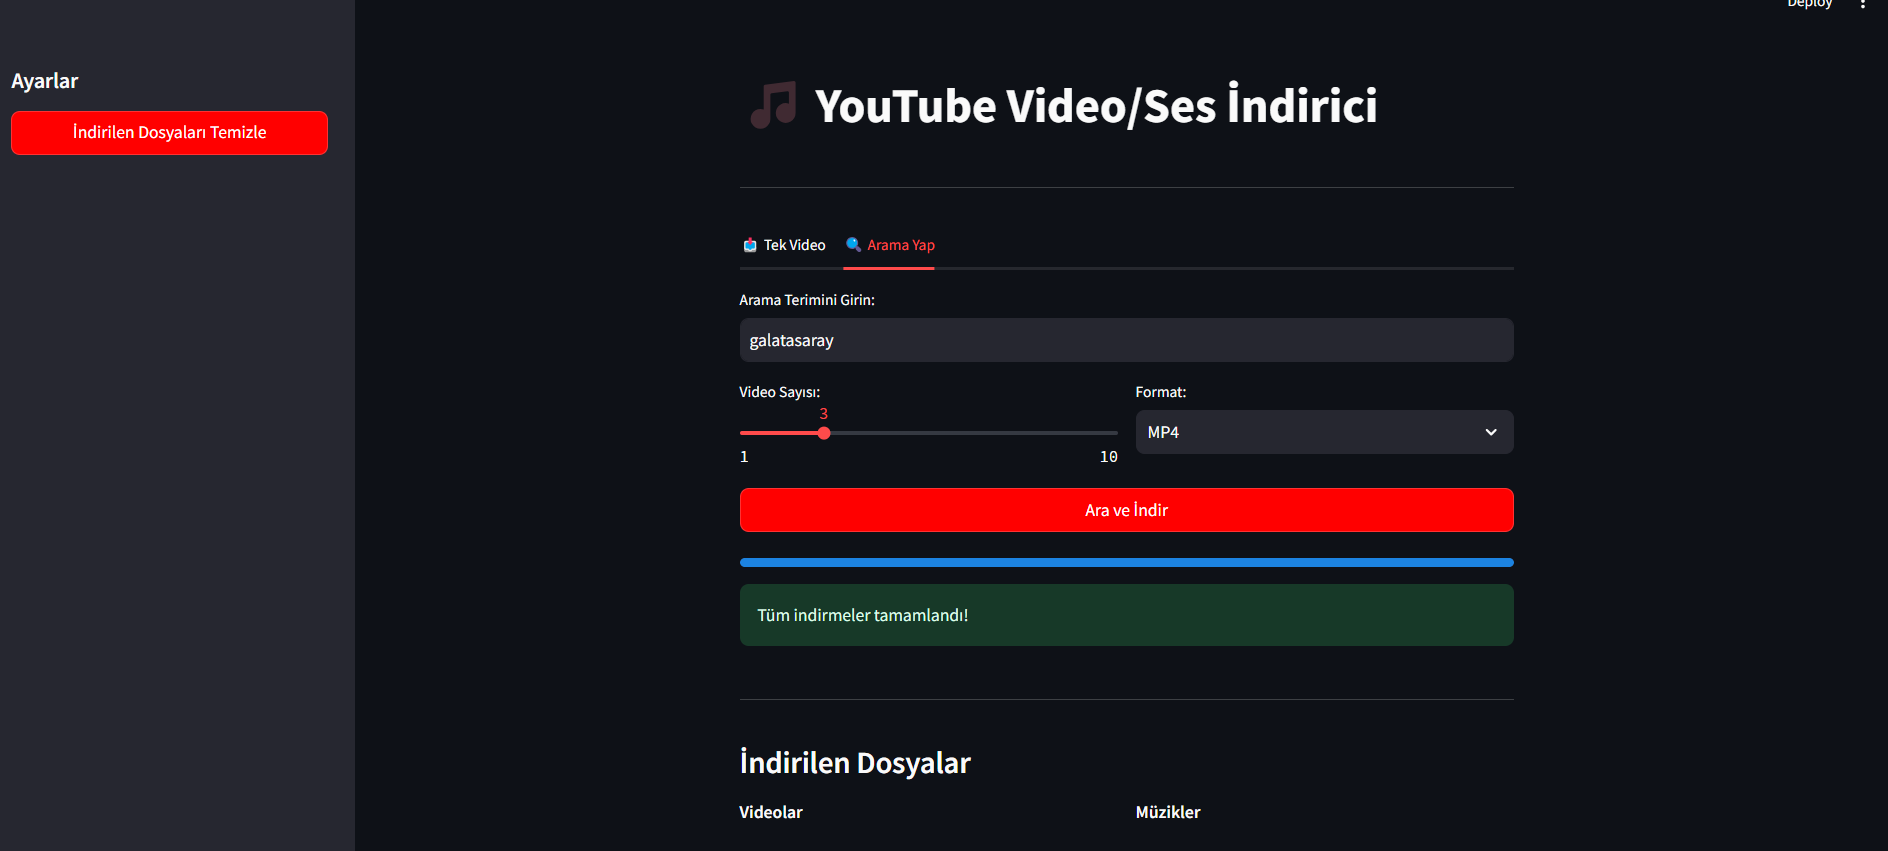 Deploy
Ayarlar
İndirilen Dosyaları Temizle
YouTube Video/Ses İndirici
Tek Video
Arama Yap
Arama Terimini Girin:
galatasaray
Video Sayısı:
Format:
3
MP4
1
10
Ara ve İndir
Tüm indirmeler tamamlandı!
İndirilen Dosyalar
Videolar
Müzikler